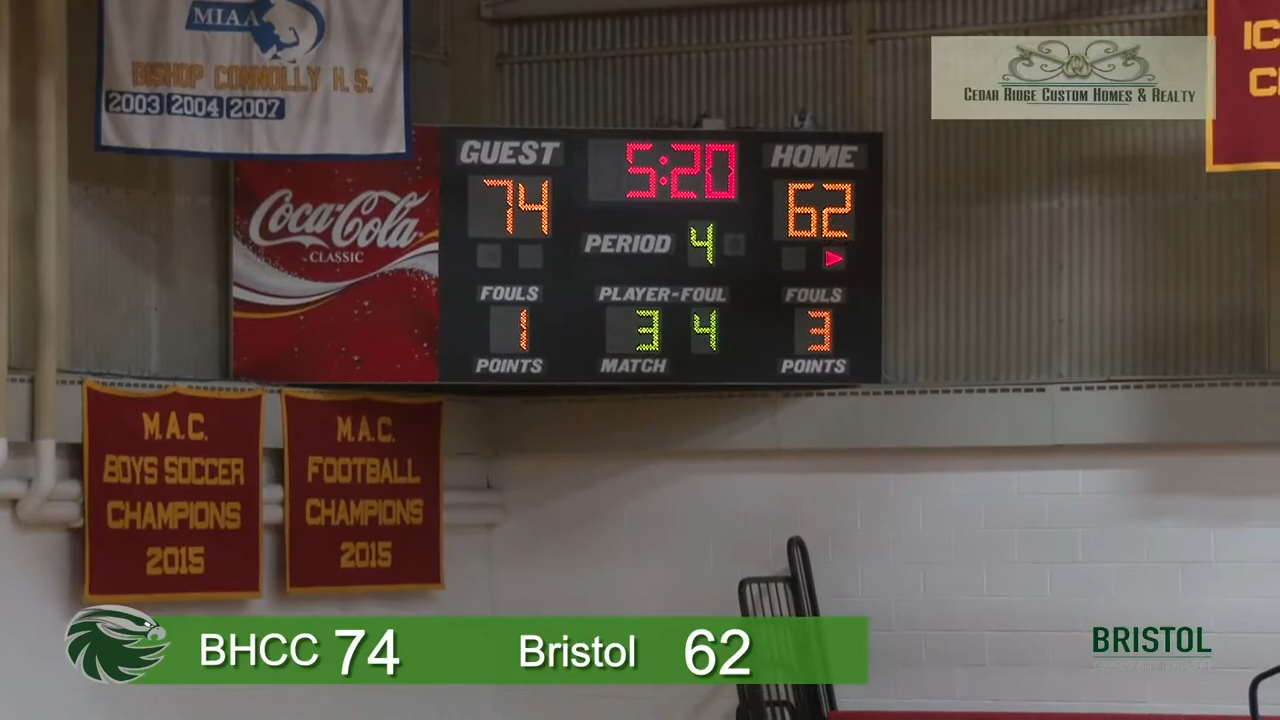 MIAA
BISHOP CONNOLLY H.S.
2003 2004 2007
CEDAR RIDGE CUSTOM HOMES & REALTY
IC
C
Coca-Cola
CLASSIC
GUEST 5:20 HOME
74 62
PERIOD 4
FOULS PLAYER-FOUL FOULS
1 3 4 3
POINTS MATCH POINTS
M.A.C.
BOYS SOCCER
CHAMPIONS
2015
M.A.C.
FOOTBALL
CHAMPIONS
2015
BHCC 74 Bristol 62
BRISTOL